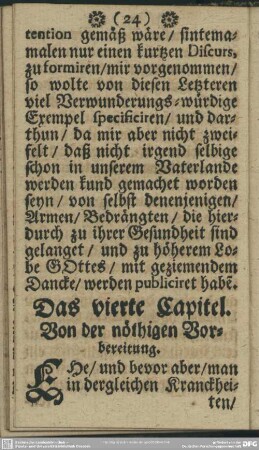 (24)
tention gemäß wäre/ sintema-
malen nur einen kurtzen Discurs,
zu formiren/ mir vorgenommen/
so wolte von diesen Letzteren
viel Verwunderungs-würdige
Exempel specificiren/ und dar-
thun/ da mir aber nicht zwei-
felt/ daß nicht irgend selbige
schon in unserem Vaterlande
werden kund gemachet worden
seyn/ von selbst denenjenigen/
Armen/ Bedrängten/ die hier-
durch zu ihrer Gesundheit sind
gelanget/ und zu höherem Lo-
be GOttes/ mit geziemendem
Dancke/ werden publiciret habē.
Das vierte Capitel.
Von der nöthigen Vor-
bereitung.
EHe/ und bevor aber/ man
in dergleichen Kranckhei-
ten/